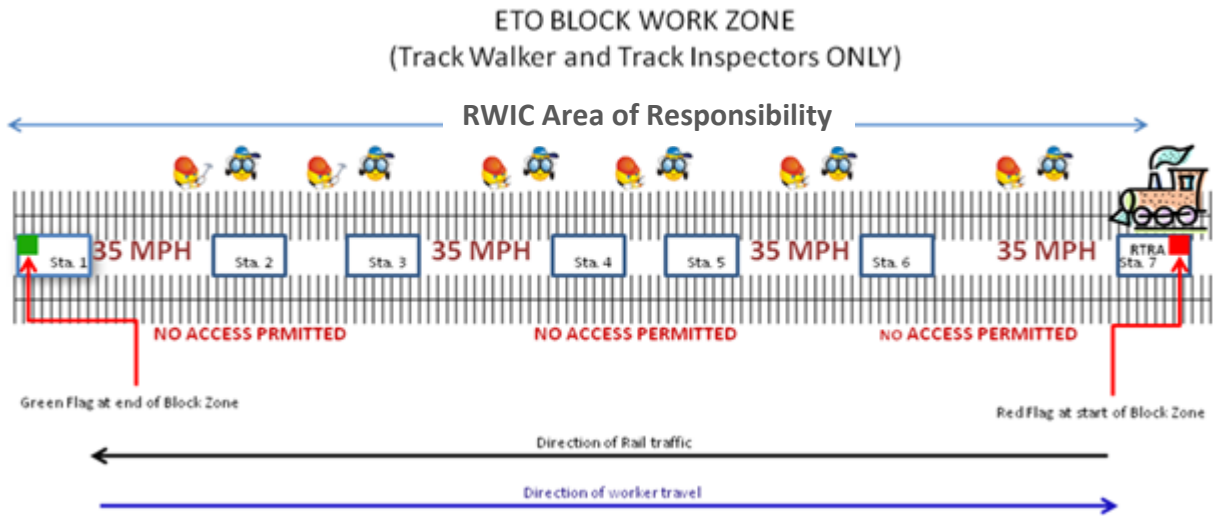 ETO BLOCK WORK ZONE
(Track Walker and Track Inspectors ONLY)
RWIC Area of Responsibility
Sta. 1
35 MPH
Sta. 2
Sta. 3
35 MPH
Sta. 4
Sta. 5
35 MPH
Sta. 6
35 MPH
RTRA
Sta. 7
NO ACCESS PRMITTED
NO ACCESS PERMITTED
NO ACCESS PERMITTED
Green Flag at end of Block Zone
Red Flag at start of Block Zone
Direction of Rail traffic
Direction of worker travel